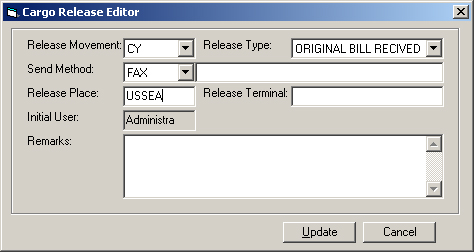 Cargo Release Editor
Release Movement: CY Release Type: ORIGINAL BILL RECIVED
Send Method: FAX
Release Place: USSEA Release Terminal:
Initial User: Administra
Remarks:
Update Cancel